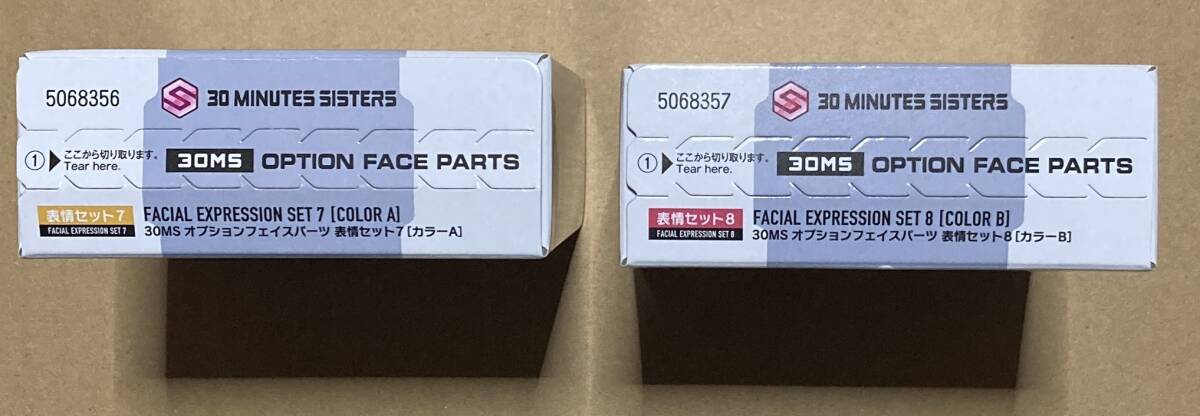 5068356
30 MINUTES SISTERS
① ▶ ここから切り取ります。
Tear here.
30MS OPTION FACE PARTS
表情セット7
FACIAL EXPRESSION SET 7
FACIAL EXPRESSION SET 7 [COLOR A]
30MS オプションフェイスパーツ 表情セット7[カラーA]
5068357
30 MINUTES SISTERS
① ▶ ここから切り取ります。
Tear here.
30MS OPTION FACE PARTS
表情セット8
FACIAL EXPRESSION SET 8
FACIAL EXPRESSION SET 8 [COLOR B]
30MS オプションフェイスパーツ 表情セット8[カラーB]